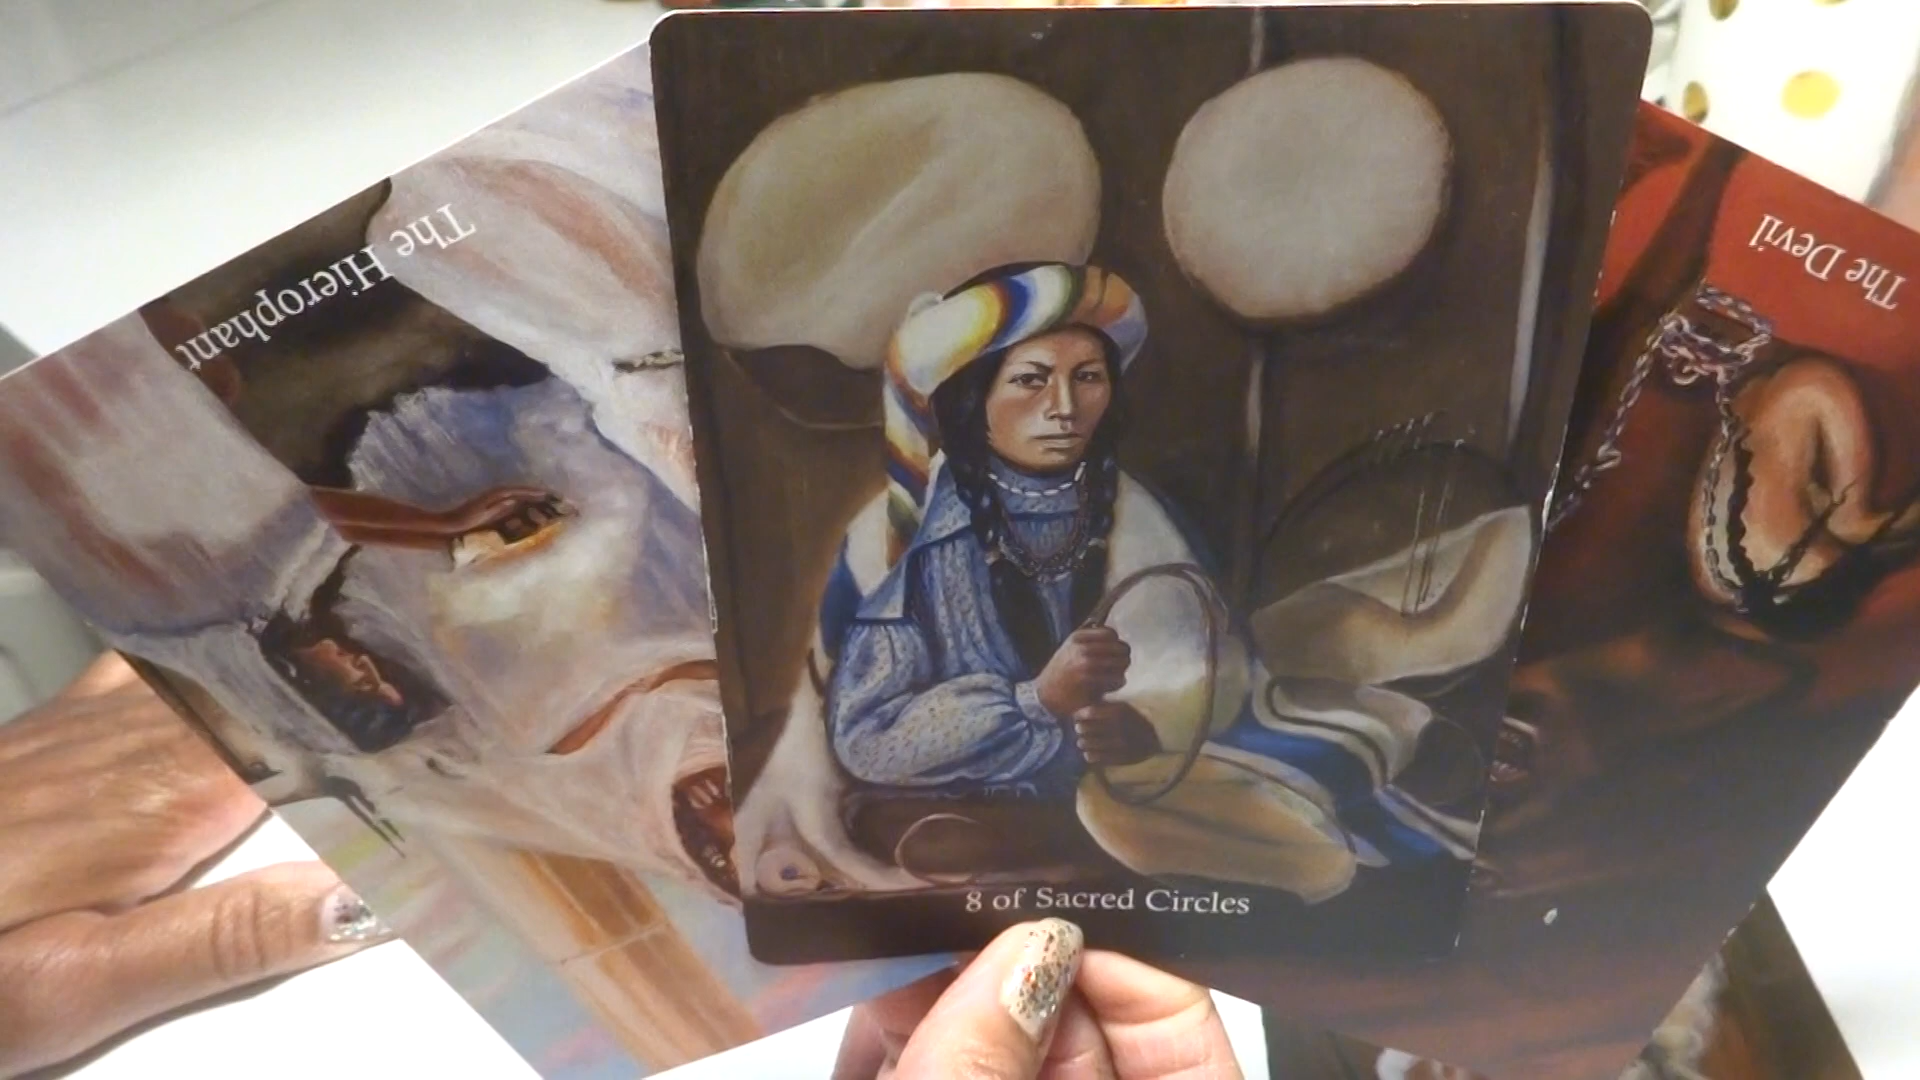 The Hierophant
8 of Sacred Circles
The Devil